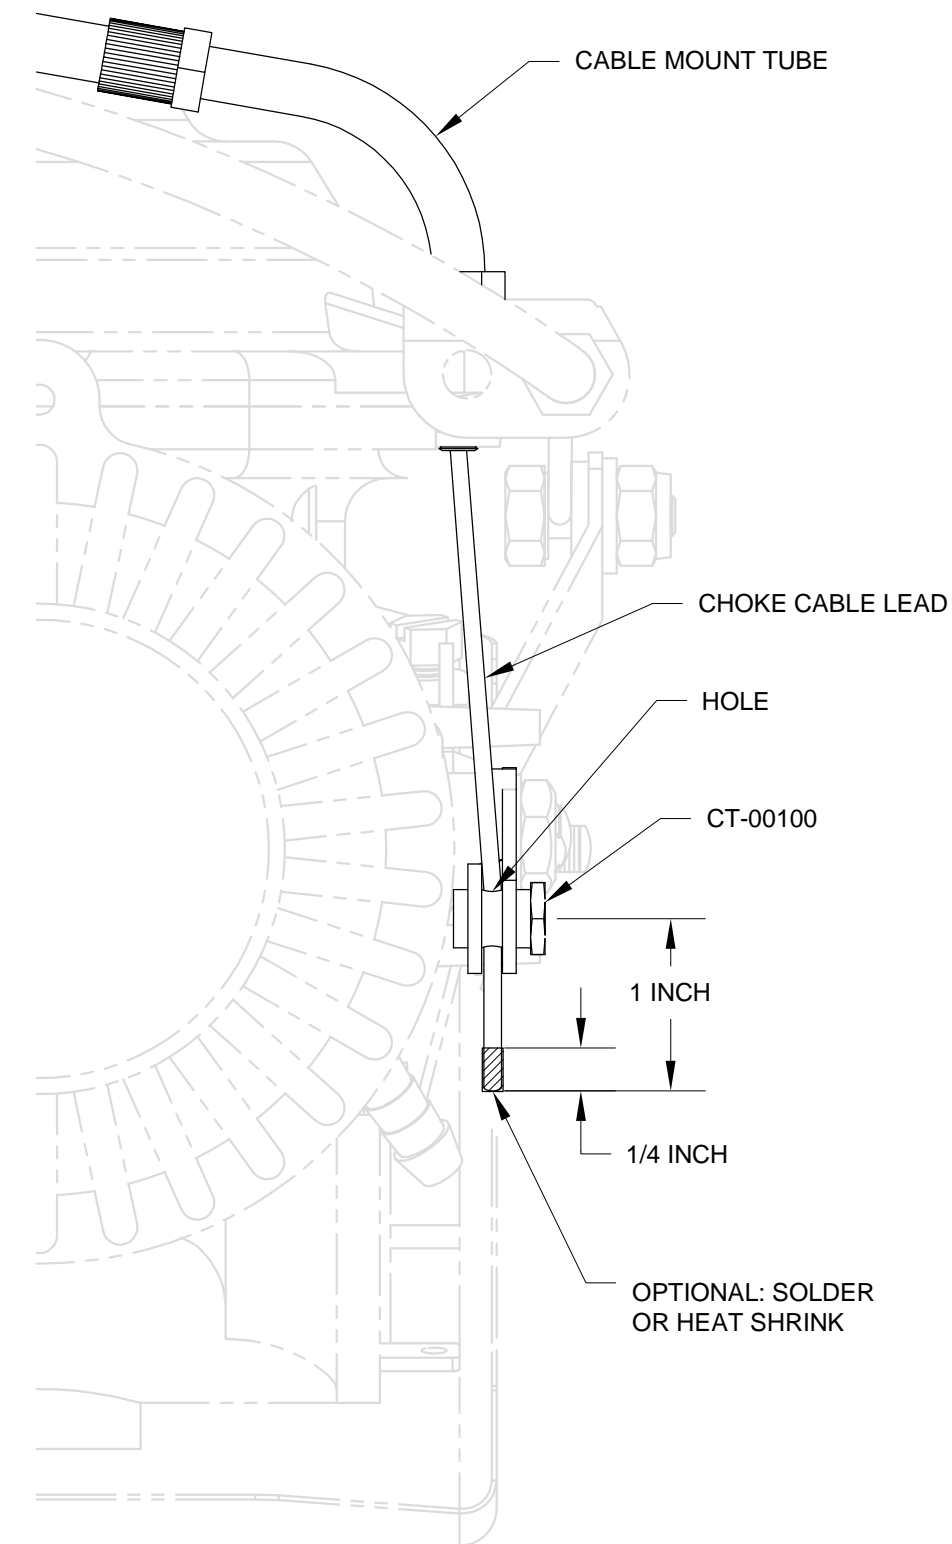 CABLE MOUNT TUBE
CHOKE CABLE LEAD
HOLE
CT-00100
1 INCH
1/4 INCH
OPTIONAL: SOLDER
OR HEAT SHRINK